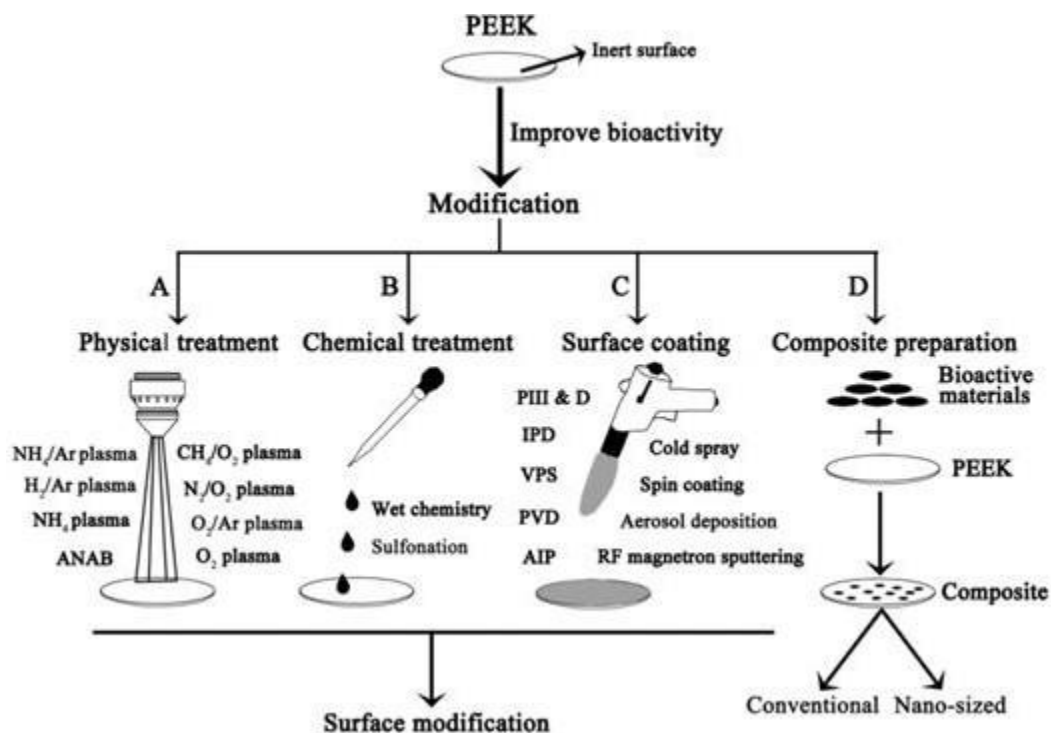 PEEK
Inert surface
Improve bioactivity
Modification
A
B
C
D
Physical treatment
Chemical treatment
Surface coating
Composite preparation
NH₄/Ar plasma
H₂/Ar plasma
NH₄ plasma
ANAB
CH₄/O₂ plasma
N₂/O₂ plasma
O₂/Ar plasma
O₂ plasma
Wet chemistry
Sulfonation
PIII & D
IPD
VPS
PVD
AIP
Cold spray
Spin coating
Aerosol deposition
RF magnetron sputtering
Bioactive
materials
+
PEEK
Composite
Conventional
Nano-sized
Surface modification